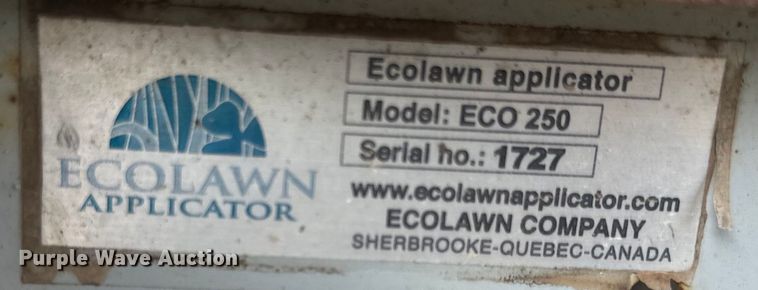 ECOLAWN
APPLICATOR
Ecolawn applicator
Model: ECO 250
Serial no.: 1727
www.ecolawnapplicator.com
ECOLAWN COMPANY
SHERBROOKE-QUEBEC-CANADA
Purple Wave Auction